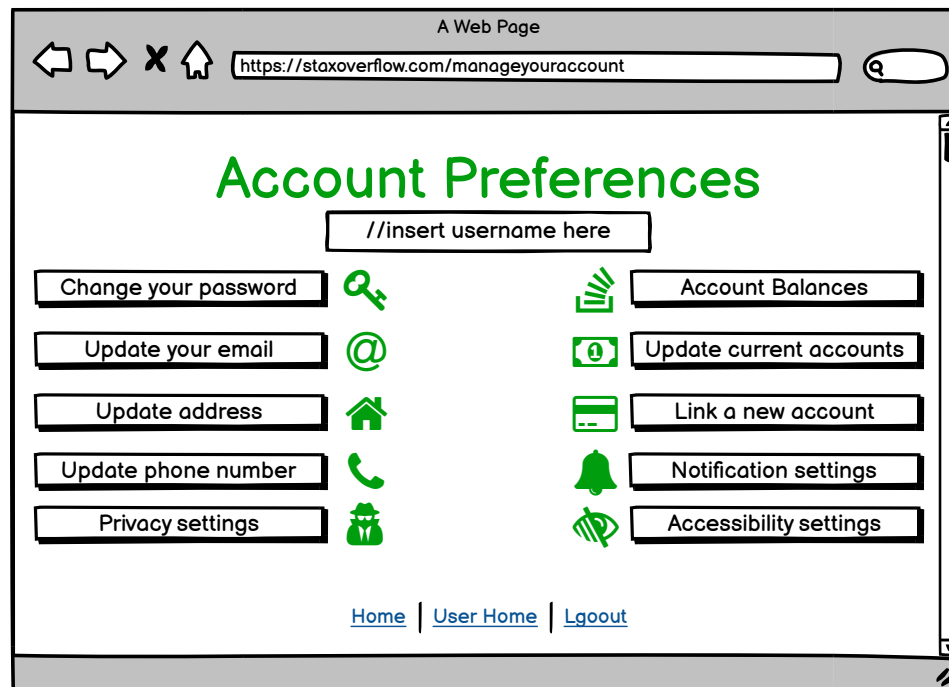 A Web Page
https://staxoverflow.com/manageyouraccount
Account Preferences
//insert username here
Change your password
Account Balances
Update your email
Update current accounts
Update address
Link a new account
Update phone number
Notification settings
Privacy settings
Accessibility settings
Home | User Home | Lgoout